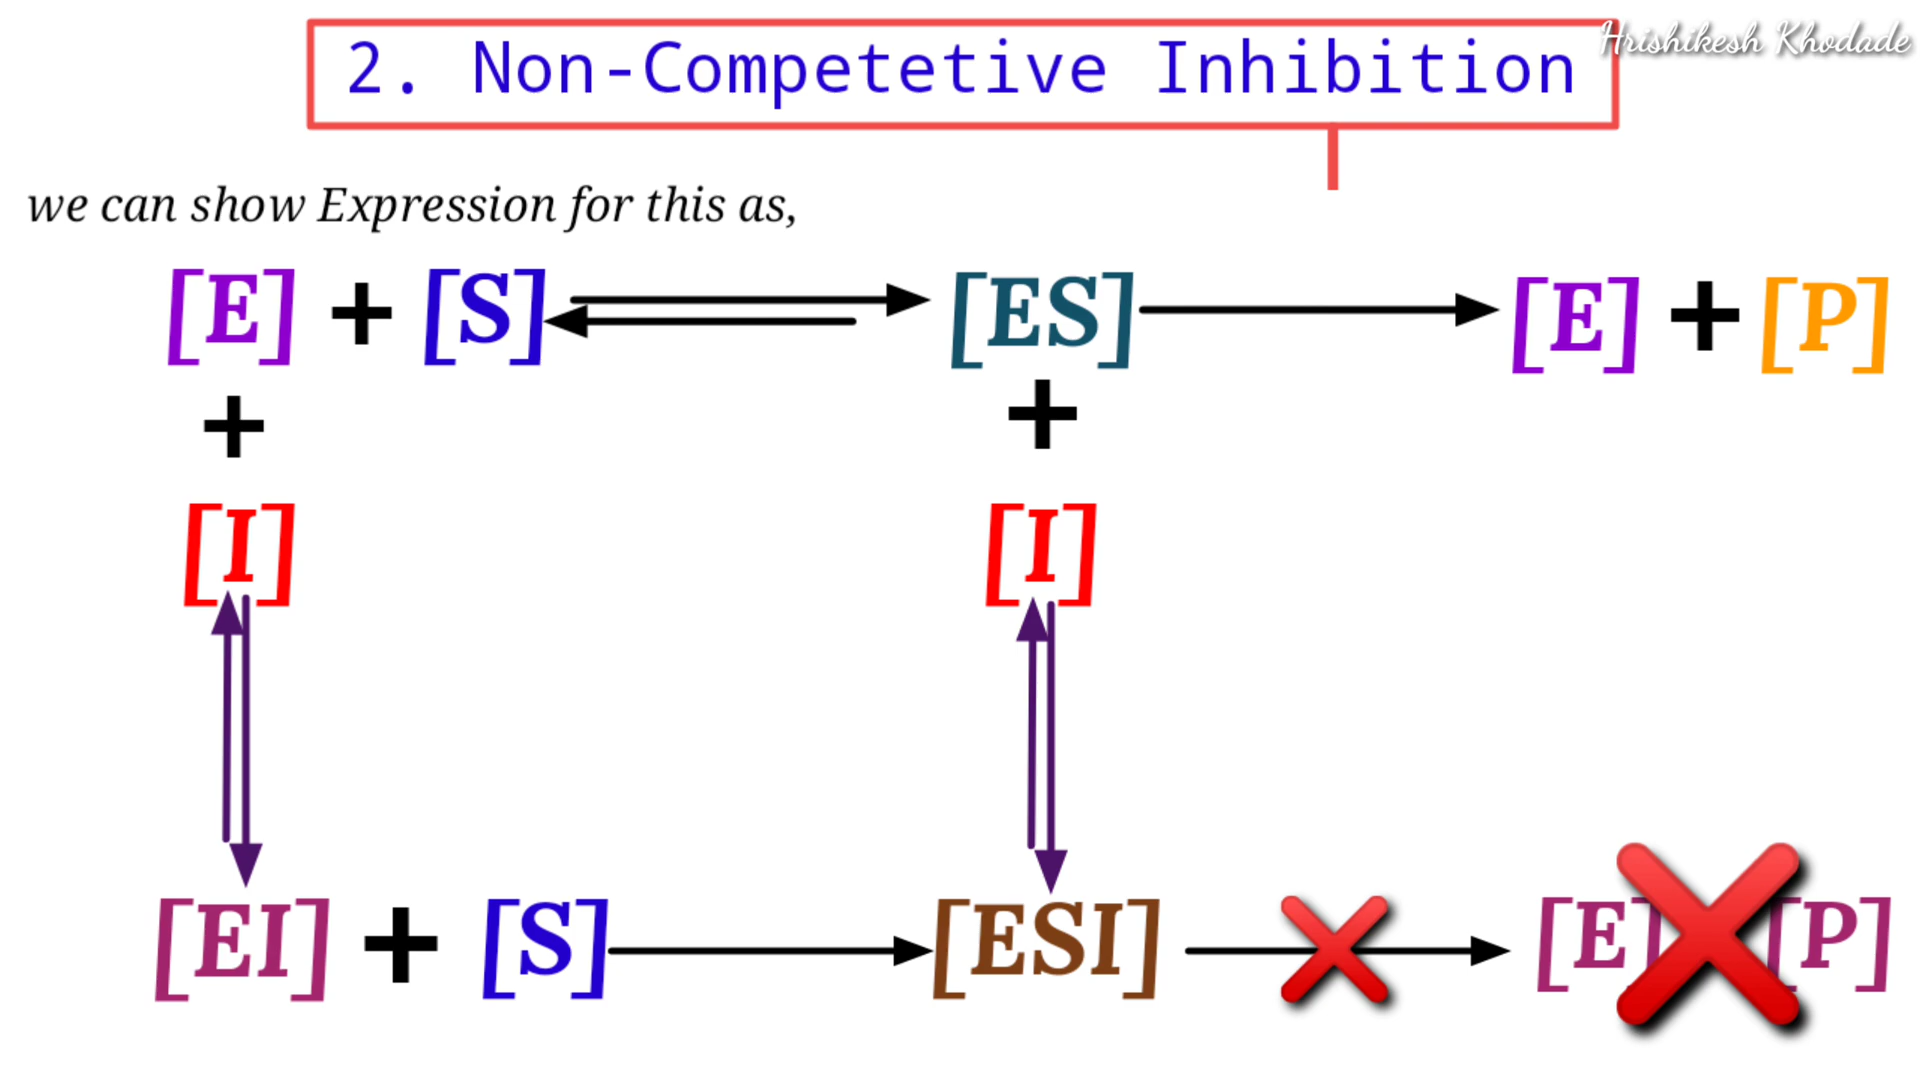 2. Non-Competetive Inhibition
Hrishikesh Khodade
we can show Expression for this as,
[E] + [S] [ES] [E] + [P]
+ +
[I] [I]
[EI] + [S] [ESI] [E] [P]